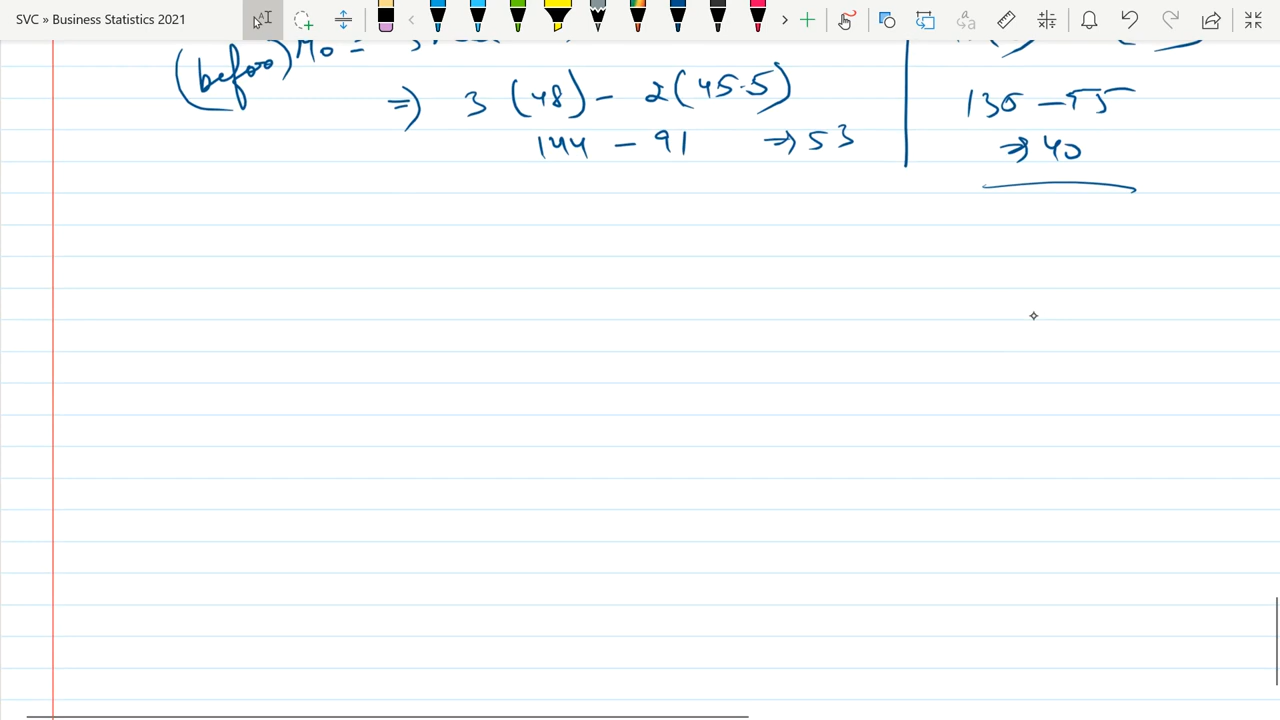 SVC » Business Statistics 2021
(before) Mo =
⇒) 3 (48) - 2 (45.5)
144 - 91 ⇒ 53
135 - 95
⇒ 40